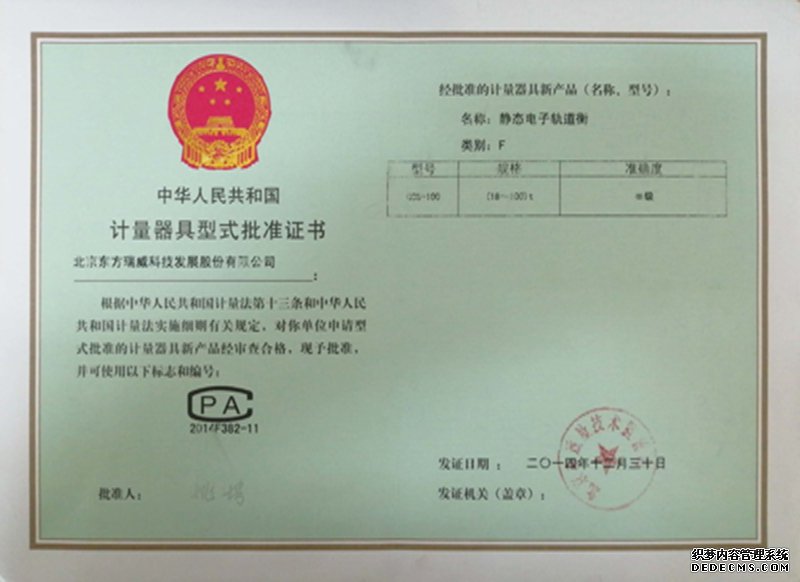 中华人民共和国
计量器具型式批准证书
北京东方瑞威科技发展股份有限公司
:
根据中华人民共和国计量法第十三条和中华人民
共和国计量法实施细则有关规定，对你单位申请型
式批准的计量器具新产品经审查合格，现予批准，
并可使用以下标志和编号：
CPA
2014F382-11
批准人：
经批准的计量器具新产品（名称、型号）：
名称：静态电子轨道衡
类别：F
型号 规格 准确度
-100 (18～100)t 级
发证日期： 二〇一四年十二月三十日
发证机关（盖章）：
织梦内容管理系统
DEDECMS.COM